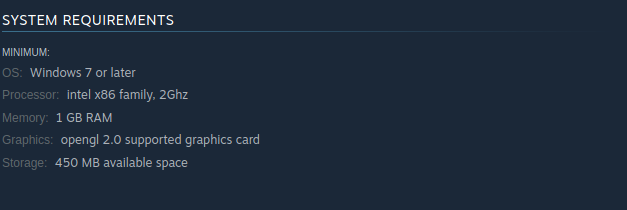 SYSTEM REQUIREMENTS
MINIMUM:
OS: Windows 7 or later
Processor: intel x86 family, 2Ghz
Memory: 1 GB RAM
Graphics: opengl 2.0 supported graphics card
Storage: 450 MB available space